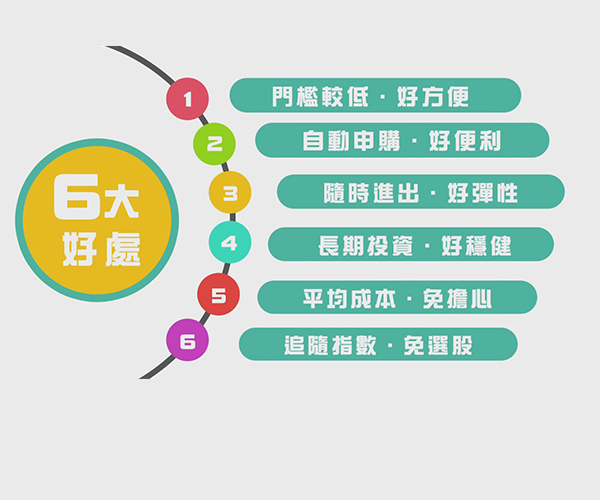 6大
好處
1
門檻較低·好方便
2
自動申購·好便利
3
隨時進出·好彈性
4
長期投資·好穩健
5
平均成本·免擔心
6
追隨指數·免選股